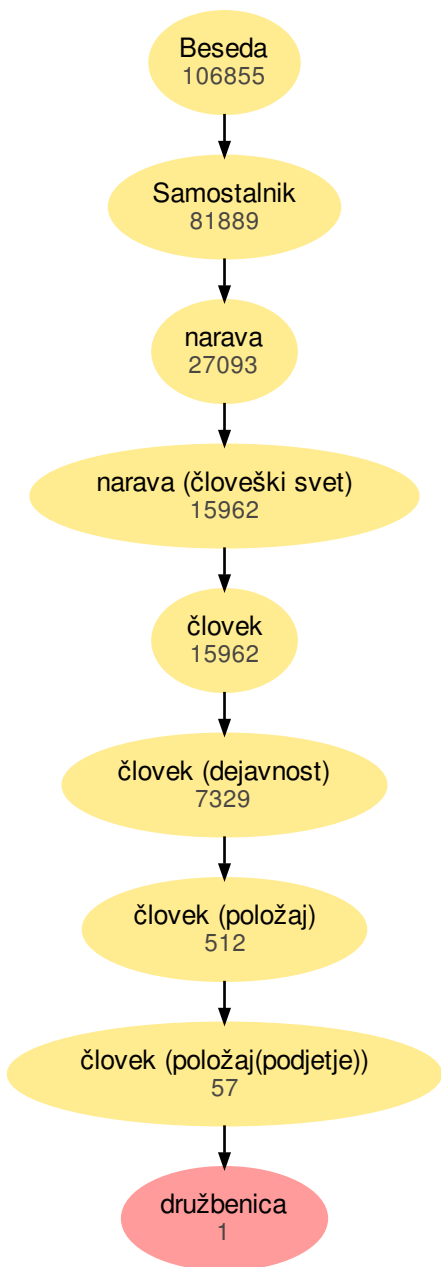 Beseda
106855
Samostalnik
81889
narava
27093
narava (človeški svet)
15962
človek
15962
človek (dejavnost)
7329
človek (položaj)
512
človek (položaj(podjetje))
57
družbenica
1